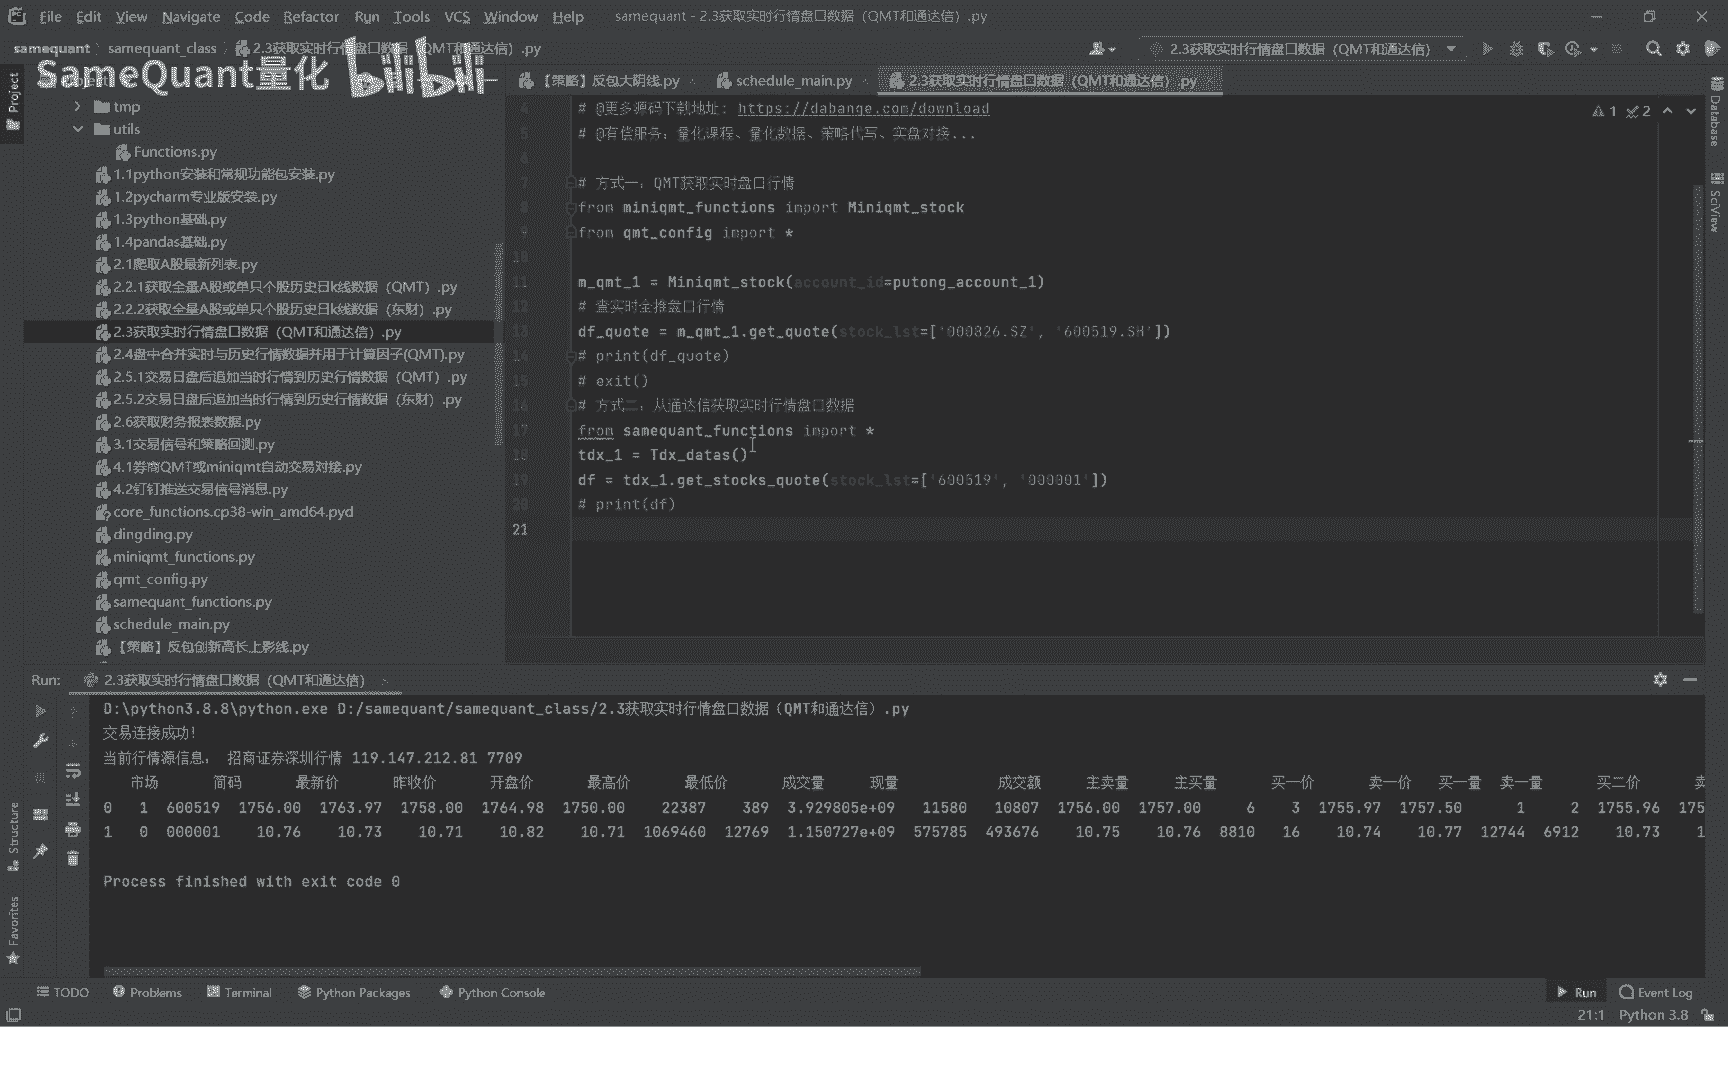 File Edit View Navigate Code Refactor Run Tools VCS Window Help samequant - 2.3获取实时行情盘口数据（QMT和通达信）.py
samequant samequant_class 2.3获取实时行情盘口数据（QMT和通达信）.py 2.3获取实时行情盘口数据（QMT和通达信）
SameQuant量化 bilibili
【策略】反包大阴线.py schedule_main.py 2.3获取实时行情盘口数据（QMT和通达信）.py
Project
tmp
utils
Functions.py
1.1python安装和常规功能包安装.py
1.2pycharm专业版安装.py
1.3python基础.py
1.4pandas基础.py
2.1爬取A股最新列表.py
2.2.1获取全量A股或单只个股历史日k线数据（QMT）.py
2.2.2获取全量A股或单只个股历史日k线数据（东财）.py
2.3获取实时行情盘口数据（QMT和通达信）.py
2.4盘中合并实时与历史行情数据并用于计算因子(QMT).py
2.5.1交易日盘后追加当时行情到历史行情数据（QMT）.py
2.5.2交易日盘后追加当时行情到历史行情数据（东财）.py
2.6获取财务报表数据.py
3.1交易信号和策略回测.py
4.1券商QMT或miniqmt自动交易对接.py
4.2钉钉推送交易信号消息.py
core_functions.cp38-win_amd64.pyd
dingding.py
miniqmt_functions.py
qmt_config.py
samequant_functions.py
schedule_main.py
【策略】反包创新高长上影线.py
4 # @更多源码下载地址: https://dabange.com/download
5 # @有偿服务：量化课程、量化数据、策略代写、实盘对接...
6
7 # 方式一：QMT获取实时盘口行情
8 from miniqmt_functions import Miniqmt_stock
9 from qmt_config import *
10
11 m_qmt_1 = Miniqmt_stock(account_id=putong_account_1)
12 # 查实时全推盘口行情
13 df_quote = m_qmt_1.get_quote(stock_lst=['000826.SZ', '600519.SH'])
14 # print(df_quote)
15 # exit()
16 # 方式二：从通达信获取实时行情盘口数据
17 from samequant_functions import *
18 tdx_1 = Tdx_datas()
19 df = tdx_1.get_stocks_quote(stock_lst=['600519', '000001'])
20 # print(df)
21
1 2
Database
SciView
Run: 2.3获取实时行情盘口数据（QMT和通达信）
D:\python3.8.8\python.exe D:/samequant/samequant_class/2.3获取实时行情盘口数据（QMT和通达信）.py
交易连接成功!
当前行情源信息： 招商证券深圳行情 119.147.212.81 7709
市场 简码 最新价 昨收价 开盘价 最高价 最低价 成交量 现量 成交额 主卖量 主买量 买一价 卖一价 买一量 卖一量 买二价
0 1 600519 1756.00 1763.97 1758.00 1764.98 1750.00 22387 389 3.929805e+09 11580 10807 1756.00 1757.00 6 3 1755.97 1757.50 1 2 1755.96 175
1 0 000001 10.76 10.73 10.71 10.82 10.71 1069460 12769 1.150727e+09 575785 493676 10.75 10.76 8810 16 10.74 10.77 12744 6912 10.73 1
Process finished with exit code 0
Structure
Favorites
TODO Problems Terminal Python Packages Python Console Run Event Log
21:1 Python 3.8